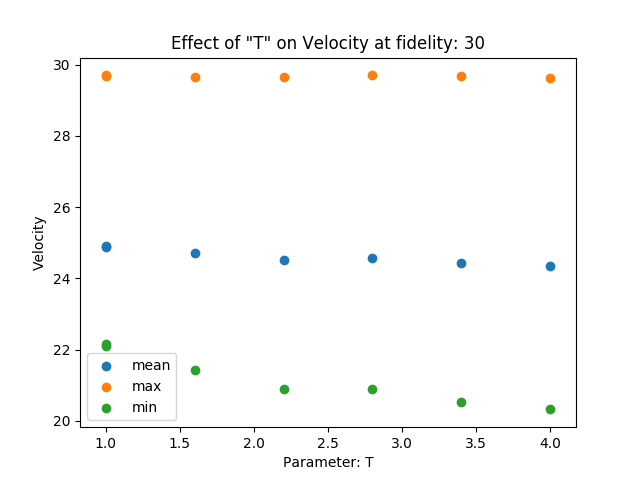 Effect of "T" on Velocity at fidelity: 30
30
28
26
24
22
20
Velocity
mean
max
min
1.0 1.5 2.0 2.5 3.0 3.5 4.0
Parameter: T